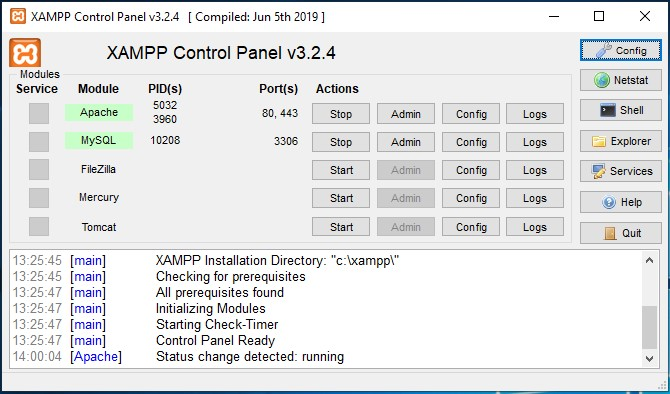 XAMPP Control Panel v3.2.4   [ Compiled: Jun 5th 2019 ]
XAMPP Control Panel v3.2.4
Config
Modules
Service Module PID(s) Port(s) Actions
Netstat
Apache 5032 3960 80, 443 Stop Admin Config Logs
Shell
MySQL 10208 3306 Stop Admin Config Logs
Explorer
FileZilla Start Admin Config Logs
Services
Mercury Start Admin Config Logs
Help
Tomcat Start Admin Config Logs
Quit
13:25:45 [main] XAMPP Installation Directory: "c:\xampp\"
13:25:45 [main] Checking for prerequisites
13:25:47 [main] All prerequisites found
13:25:47 [main] Initializing Modules
13:25:47 [main] Starting Check-Timer
13:25:47 [main] Control Panel Ready
14:00:04 [Apache] Status change detected: running